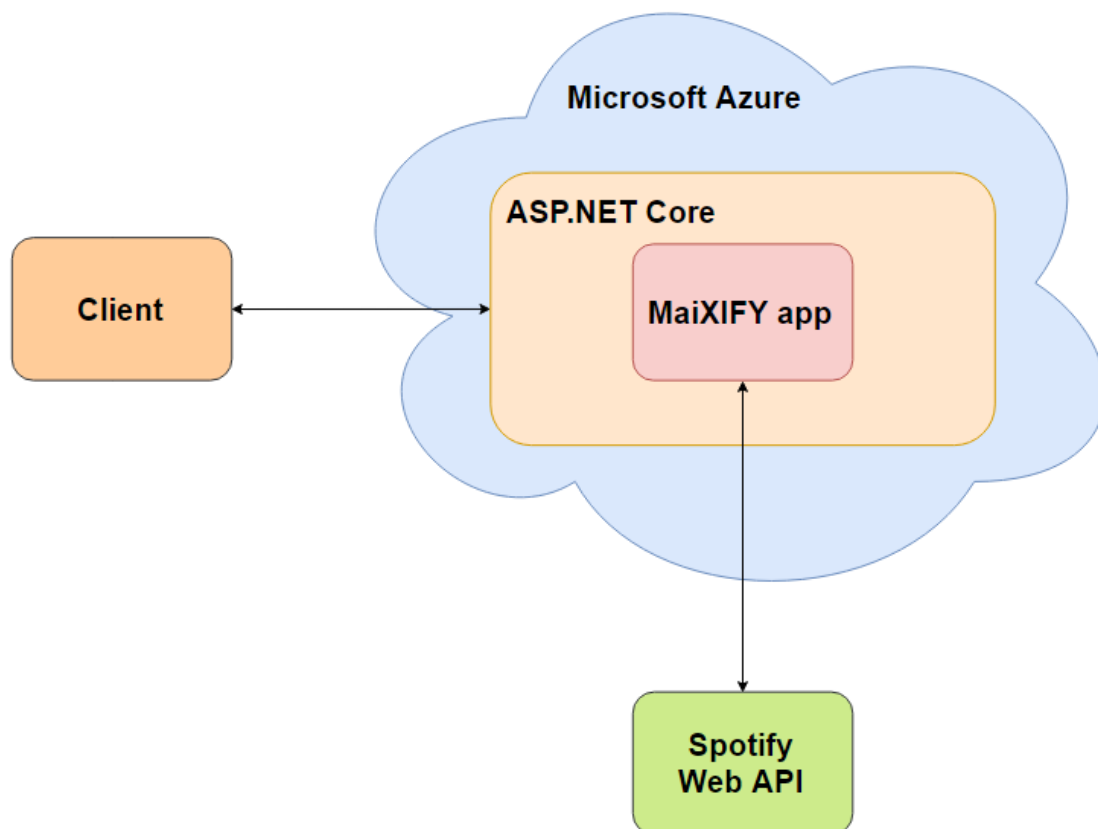 Microsoft Azure
ASP.NET Core
Client
MaiXIFY app
Spotify
Web API